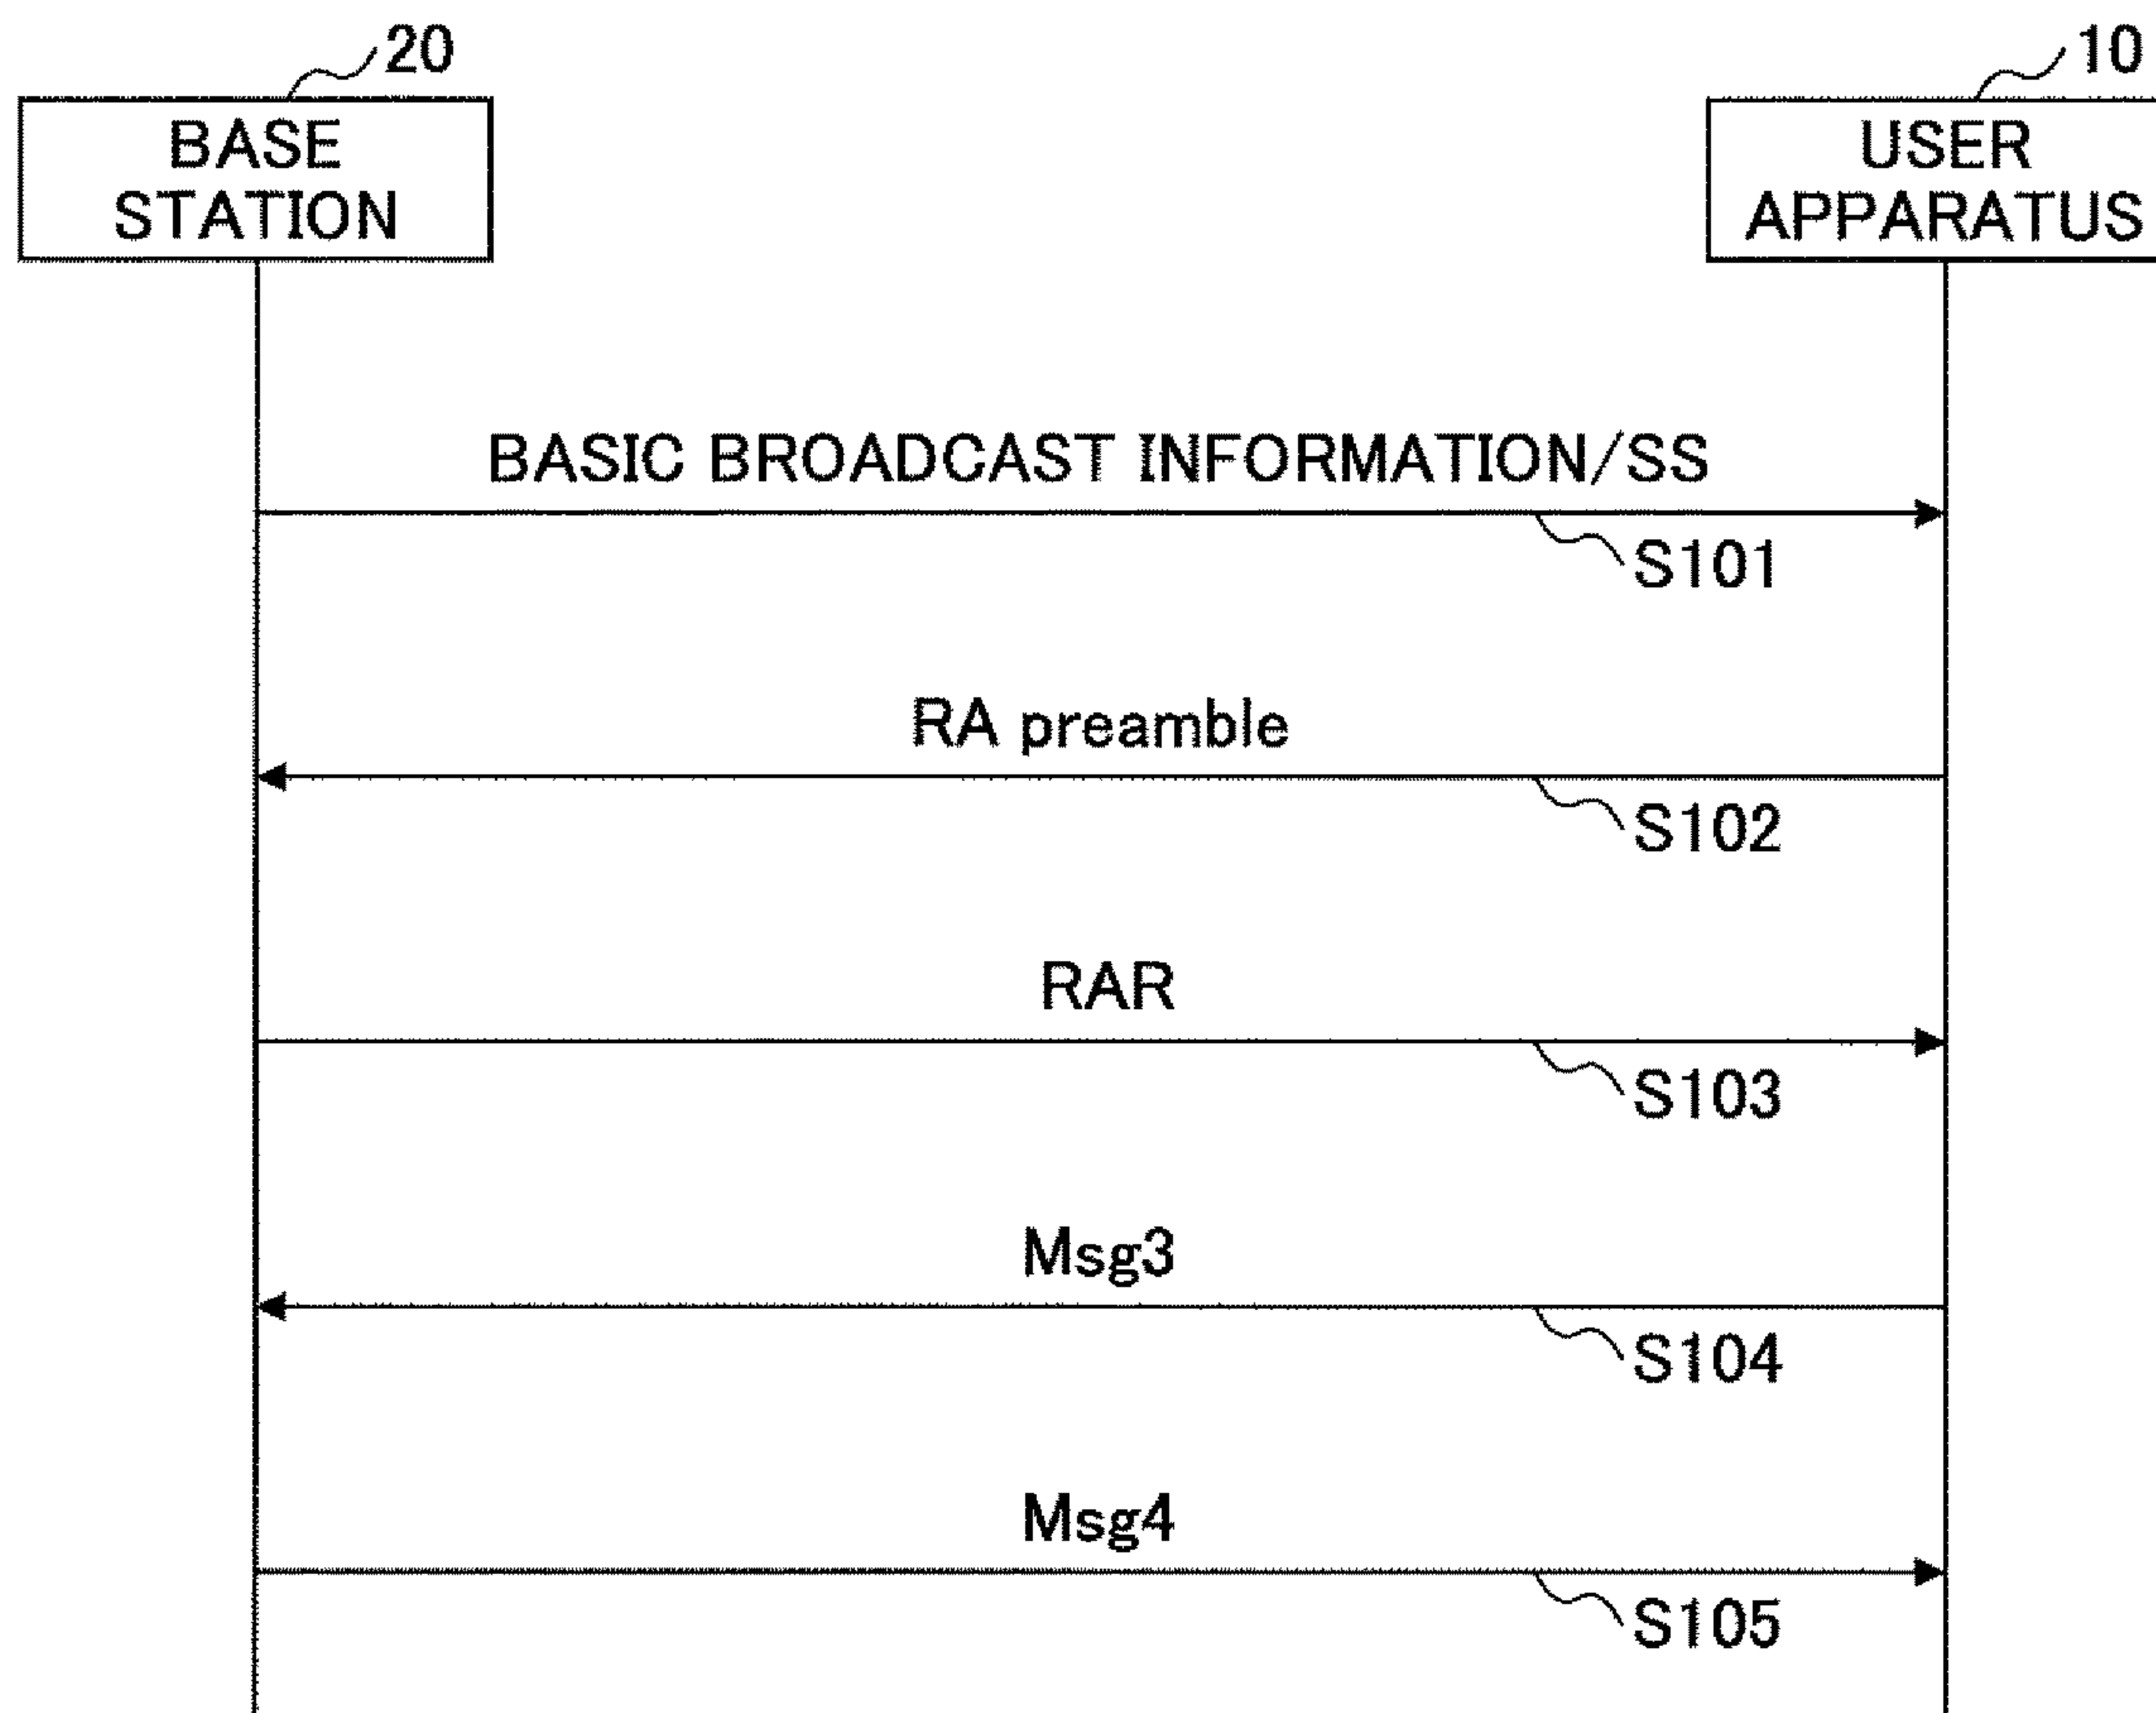 20
10
BASE
STATION
USER
APPARATUS
BASIC BROADCAST INFORMATION/SS
S101
RA preamble
S102
RAR
S103
Msg3
S104
Msg4
S105